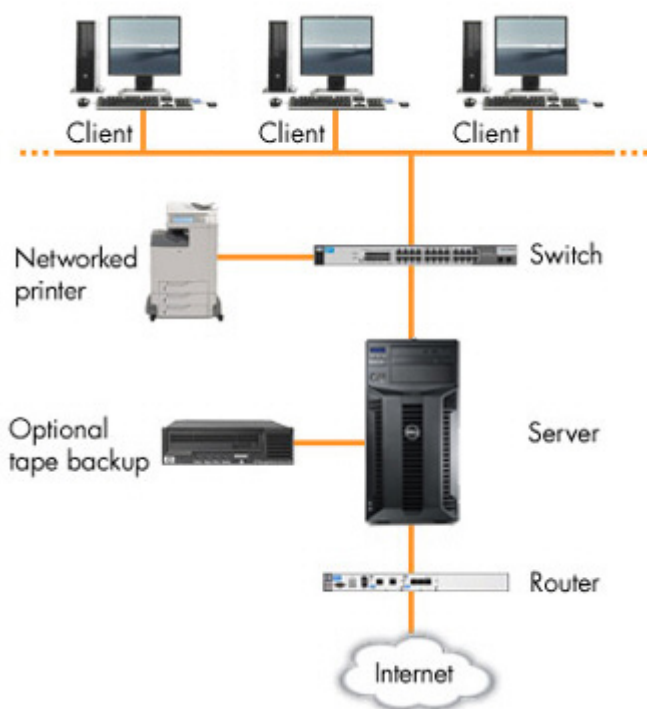 Client
Client
Client
Networked
printer
Switch
Optional
tape backup
Server
Router
Internet